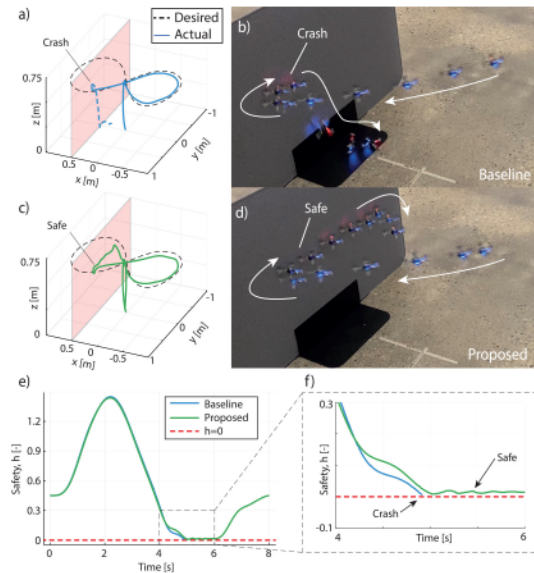 a)
Desired
Actual
Crash
0.75
z [m]
0
0.5
0
-0.5
x [m]
1
y [m]
-1
b)
Crash
Baseline
c)
Safe
0.75
z [m]
0
0.5
0
-0.5
x [m]
1
y [m]
-1
d)
Safe
Proposed
e)
Baseline
Proposed
h=0
Safety, h [-]
1.2
0.9
0.6
0.3
0
0
2
4
6
8
Time [s]
f)
0.3
Safety, h [-]
-0.1
Safe
Crash
4
5
6
Time [s]